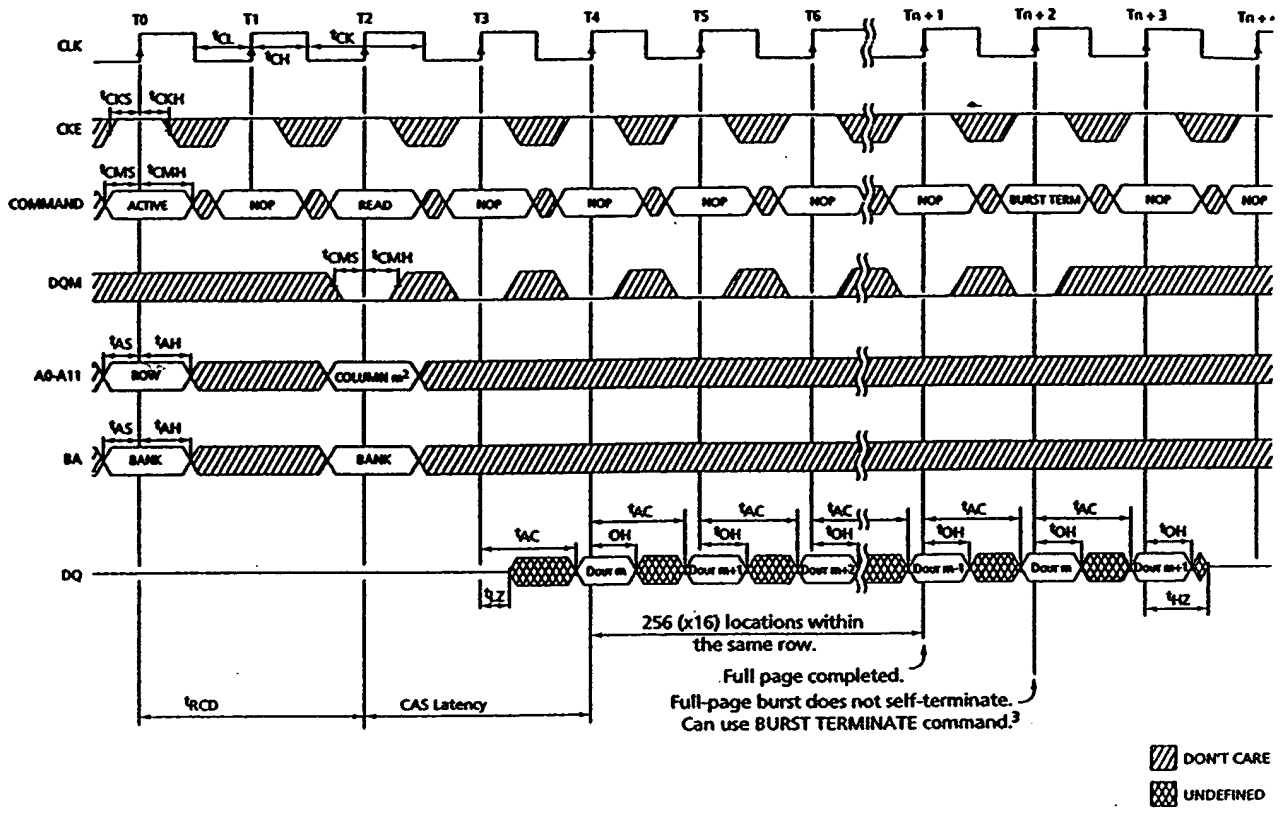 T0 T1 T2 T3 T4 T5 T6 Tn + 1 Tn + 2 Tn + 3
CLK tCL tCK
tCH
tCKS tCKH
CKE
tCMS tCMH
COMMAND ACTIVE NOP READ NOP NOP NOP NOP NOP BURST TERM NOP NOP
tCMS tCMH
DQM
tAS tAH
A0-A11 ROW COLUMN m2
tAS tAH
BA BANK BANK
tAC tAC tAC tAC tAC tAC
OH tOH tOH tOH tOH tOH
DQ DOUT m DOUT m+1 DOUT m+2 DOUT m-1 DOUT m DOUT m+1
tLZ tHZ
256 (x16) locations within
the same row.
Full page completed.
Full-page burst does not self-terminate.
Can use BURST TERMINATE command.3
tRCD CAS Latency
DON'T CARE
UNDEFINED